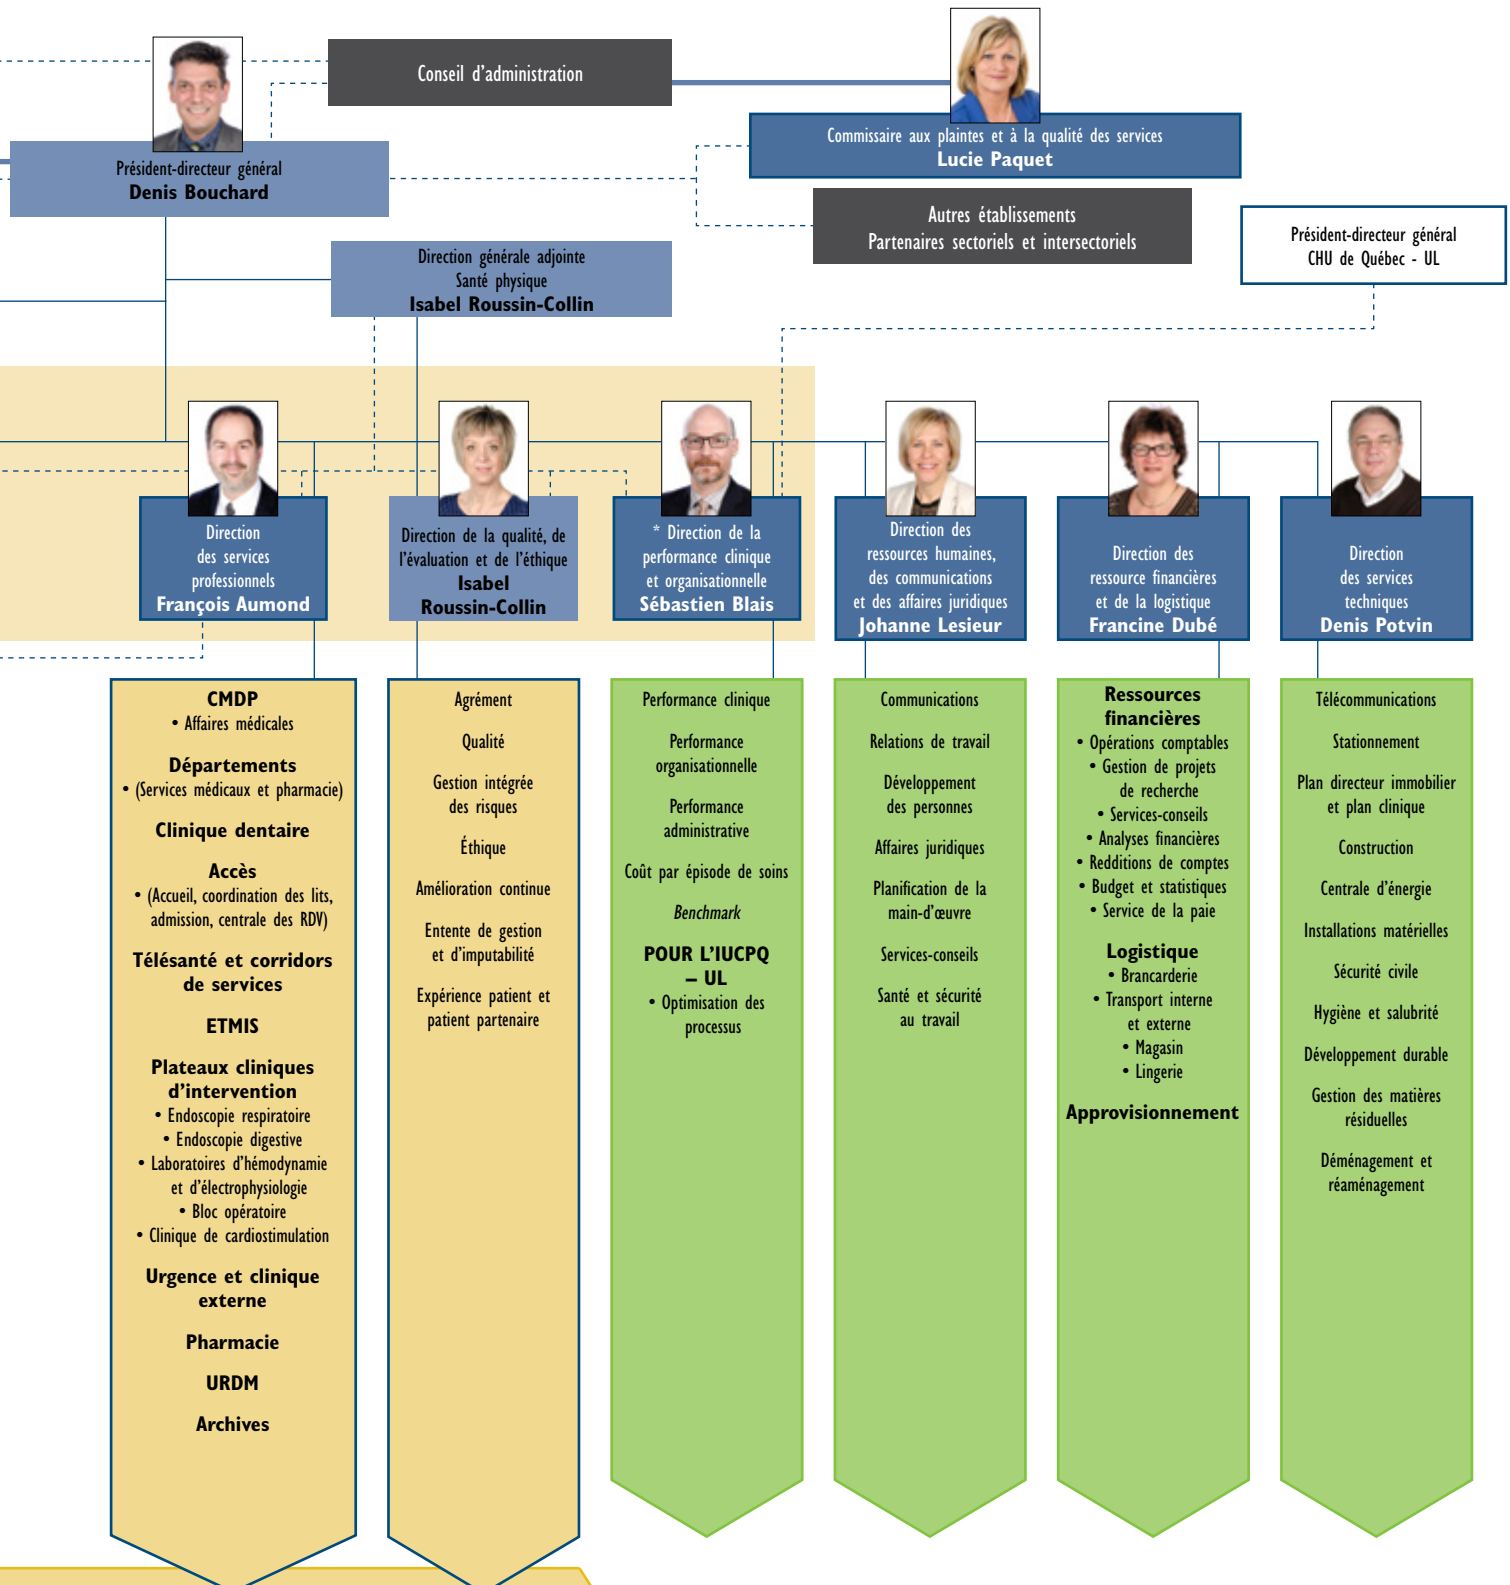 Conseil d'administration
Commissaire aux plaintes et à la qualité des services
Lucie Paquet
Président-directeur général
Denis Bouchard
Autres établissements
Partenaires sectoriels et intersectoriels
Président-directeur général
CHU de Québec - UL
Direction générale adjointe
Santé physique
Isabel Roussin-Collin
Direction
des services
professionnels
François Aumond
Direction de la qualité, de
l'évaluation et de l'éthique
Isabel
Roussin-Collin
* Direction de la
performance clinique
et organisationnelle
Sébastien Blais
Direction des
ressources humaines,
des communications
et des affaires juridiques
Johanne Lesieur
Direction des
ressource financières
et de la logistique
Francine Dubé
Direction
des services
techniques
Denis Potvin
CMDP
• Affaires médicales
Départements
• (Services médicaux et pharmacie)
Clinique dentaire
Accès
• (Accueil, coordination des lits,
admission, centrale des RDV)
Télésanté et corridors
de services
ETMIS
Plateaux cliniques
d'intervention
• Endoscopie respiratoire
• Endoscopie digestive
• Laboratoires d'hémodynamie
et d'électrophysiologie
• Bloc opératoire
• Clinique de cardiostimulation
Urgence et clinique
externe
Pharmacie
URDM
Archives
Agrément
Qualité
Gestion intégrée
des risques
Éthique
Amélioration continue
Entente de gestion
et d'imputabilité
Expérience patient et
patient partenaire
Performance clinique
Performance
organisationnelle
Performance
administrative
Coût par épisode de soins
Benchmark
POUR L'IUCPQ
– UL
• Optimisation des
processus
Communications
Relations de travail
Développement
des personnes
Affaires juridiques
Planification de la
main-d'œuvre
Services-conseils
Santé et sécurité
au travail
Ressources
financières
• Opérations comptables
• Gestion de projets
de recherche
• Services-conseils
• Analyses financières
• Redditions de comptes
• Budget et statistiques
• Service de la paie
Logistique
• Brancarderie
• Transport interne
et externe
• Magasin
• Lingerie
Approvisionnement
Télécommunications
Stationnement
Plan directeur immobilier
et plan clinique
Construction
Centrale d'énergie
Installations matérielles
Sécurité civile
Hygiène et salubrité
Développement durable
Gestion des matières
résiduelles
Déménagement et
réaménagement